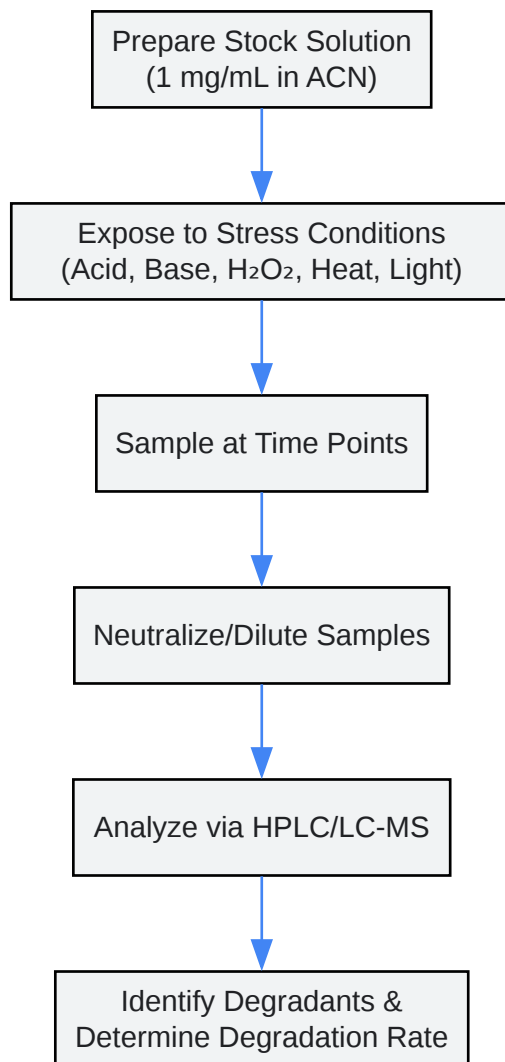 Prepare Stock Solution
(1 mg/mL in ACN)
Expose to Stress Conditions
(Acid, Base, H₂O₂, Heat, Light)
Sample at Time Points
Neutralize/Dilute Samples
Analyze via HPLC/LC-MS
Identify Degradants &
Determine Degradation Rate